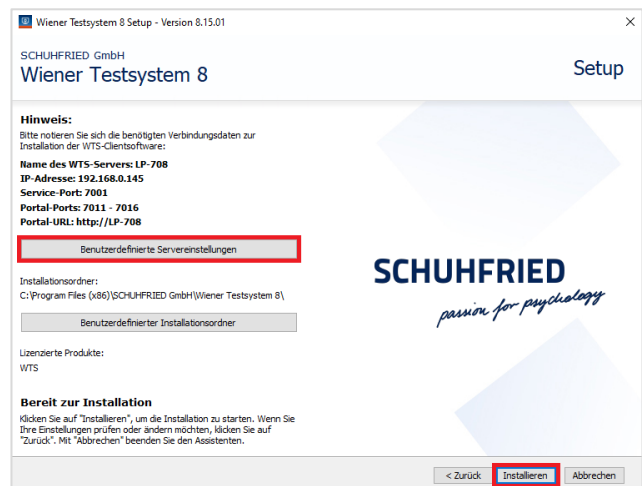 Wiener Testsystem 8 Setup - Version 8.15.01
SCHUHFRIED GmbH
Wiener Testsystem 8
Setup
Hinweis:
Bitte notieren Sie sich die benötigten Verbindungsdaten zur
Installation der WTS-Clientsoftware:
Name des WTS-Servers: LP-708
IP-Adresse: 192.168.0.145
Service-Port: 7001
Portal-Ports: 7011 - 7016
Portal-URL: http://LP-708
Benutzerdefinierte Servereinstellungen
Installationsordner:
C:\Program Files (x86)\SCHUHFRIED GmbH\Wiener Testsystem 8\
Benutzerdefinierter Installationsordner
Lizenzierte Produkte:
WTS
Bereit zur Installation
Klicken Sie auf "Installieren", um die Installation zu starten. Wenn Sie
Ihre Einstellungen prüfen oder ändern möchten, klicken Sie auf
"Zurück". Mit "Abbrechen" beenden Sie den Assistenten.
SCHUHFRIED
passion for psychology
< Zurück
Installieren
Abbrechen